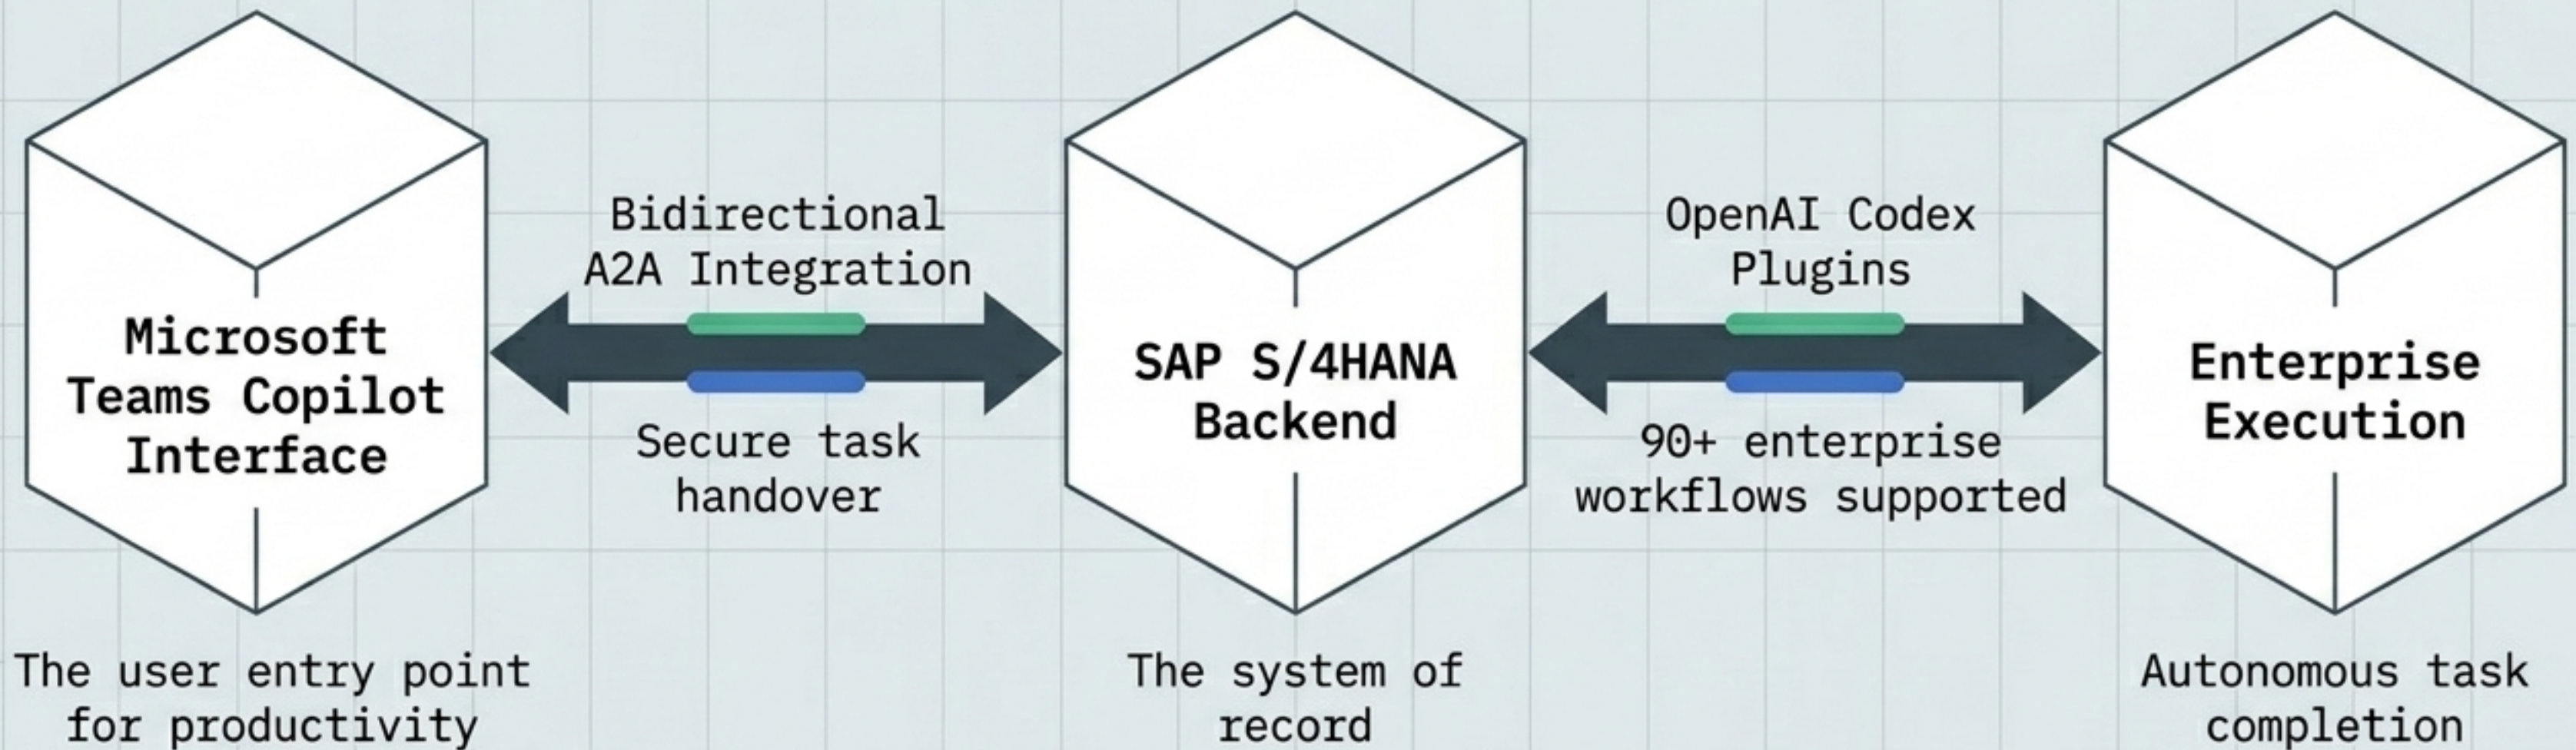 Microsoft
Teams Copilot
Interface
The user entry point
for productivity
Bidirectional
A2A Integration
Secure task
handover
SAP S/4HANA
Backend
The system of
record
OpenAI Codex
Plugins
90+ enterprise
workflows supported
Enterprise
Execution
Autonomous task
completion